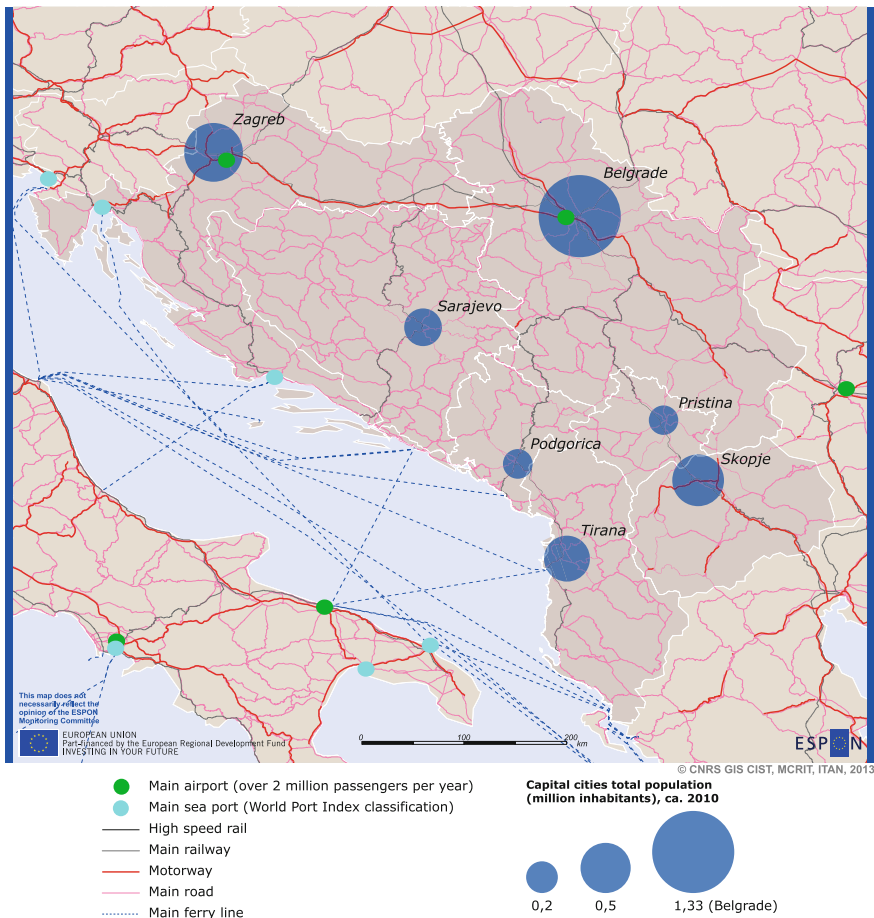 Zagreb
Belgrade
Sarajevo
Pristina
Podgorica
Skopje
Tirana
This map does not
necessarily reflect the
opinion of the ESPON
Monitoring Committee
EUROPEAN UNION
Part-financed by the European Regional Development Fund
INVESTING IN YOUR FUTURE
0 200
km
ESPON
© CNRS GIS CIST, MCRIT, ITAN, 2013
Main airport (over 2 million passengers per year)
Main sea port (World Port Index classification)
High speed rail
Main railway
Motorway
Main road
Main ferry line
Capital cities total population
(million inhabitants), ca. 2010
0,2 0,5 1,33 (Belgrade)